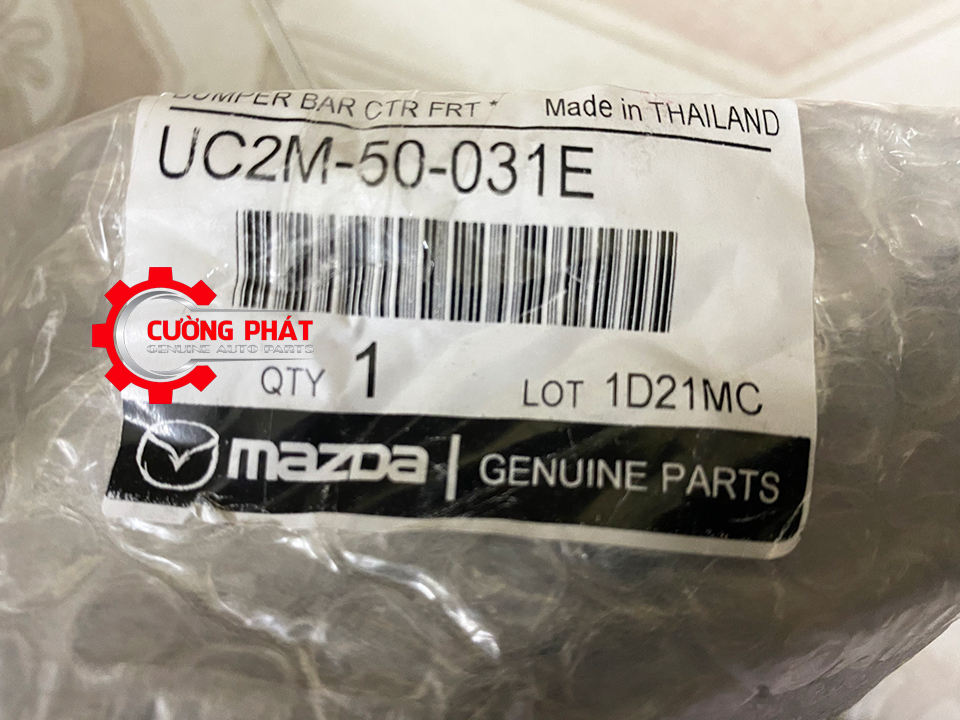 BUMPER BAR CTR FRT * Made in THAILAND
UC2M-50-031E
CƯỜNG PHÁT
GENUINE AUTO PARTS
QTY 1 LOT 1D21MC
mazda | GENUINE PARTS